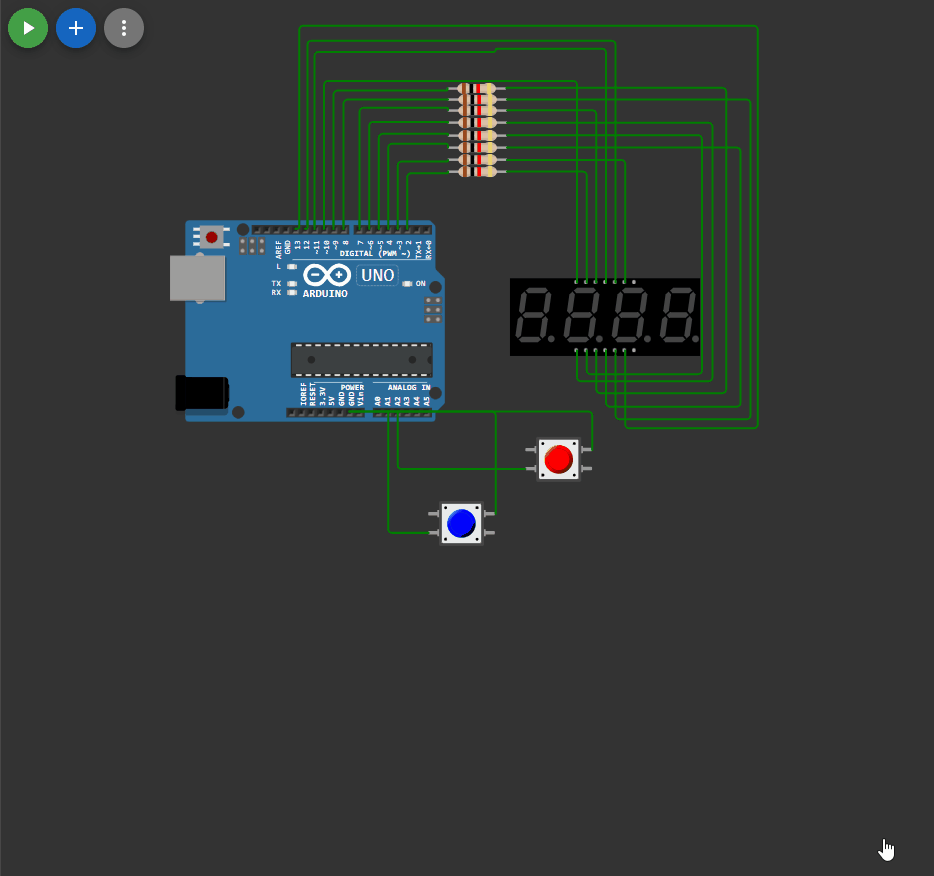 AREF
GND
13
12
~11
~10
~9
8
7
~6
~5
4
~3
2
TX→1
RX←0
DIGITAL (PWM ~)
L
UNO
TX
RX
ARDUINO
ON
POWER
ANALOG IN
IOREF
RESET
3.3V
5V
GND
GND
Vin
A0
A1
A2
A3
A4
A5